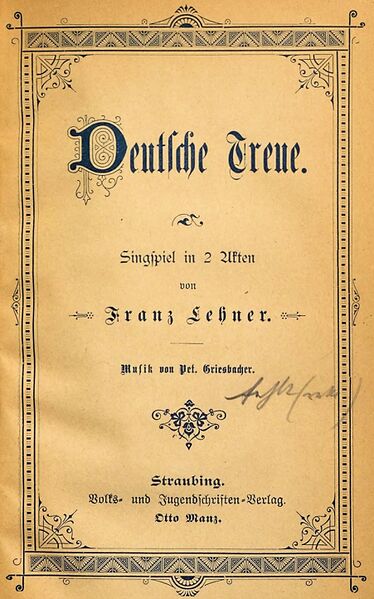 Deutsche Treue.
Singspiel in 2 Akten
von
Franz Lehner.
Musik von Pet. Griesbacher.
Straubing.
Volks- und Jugendschriften-Verlag.
Otto Manz.